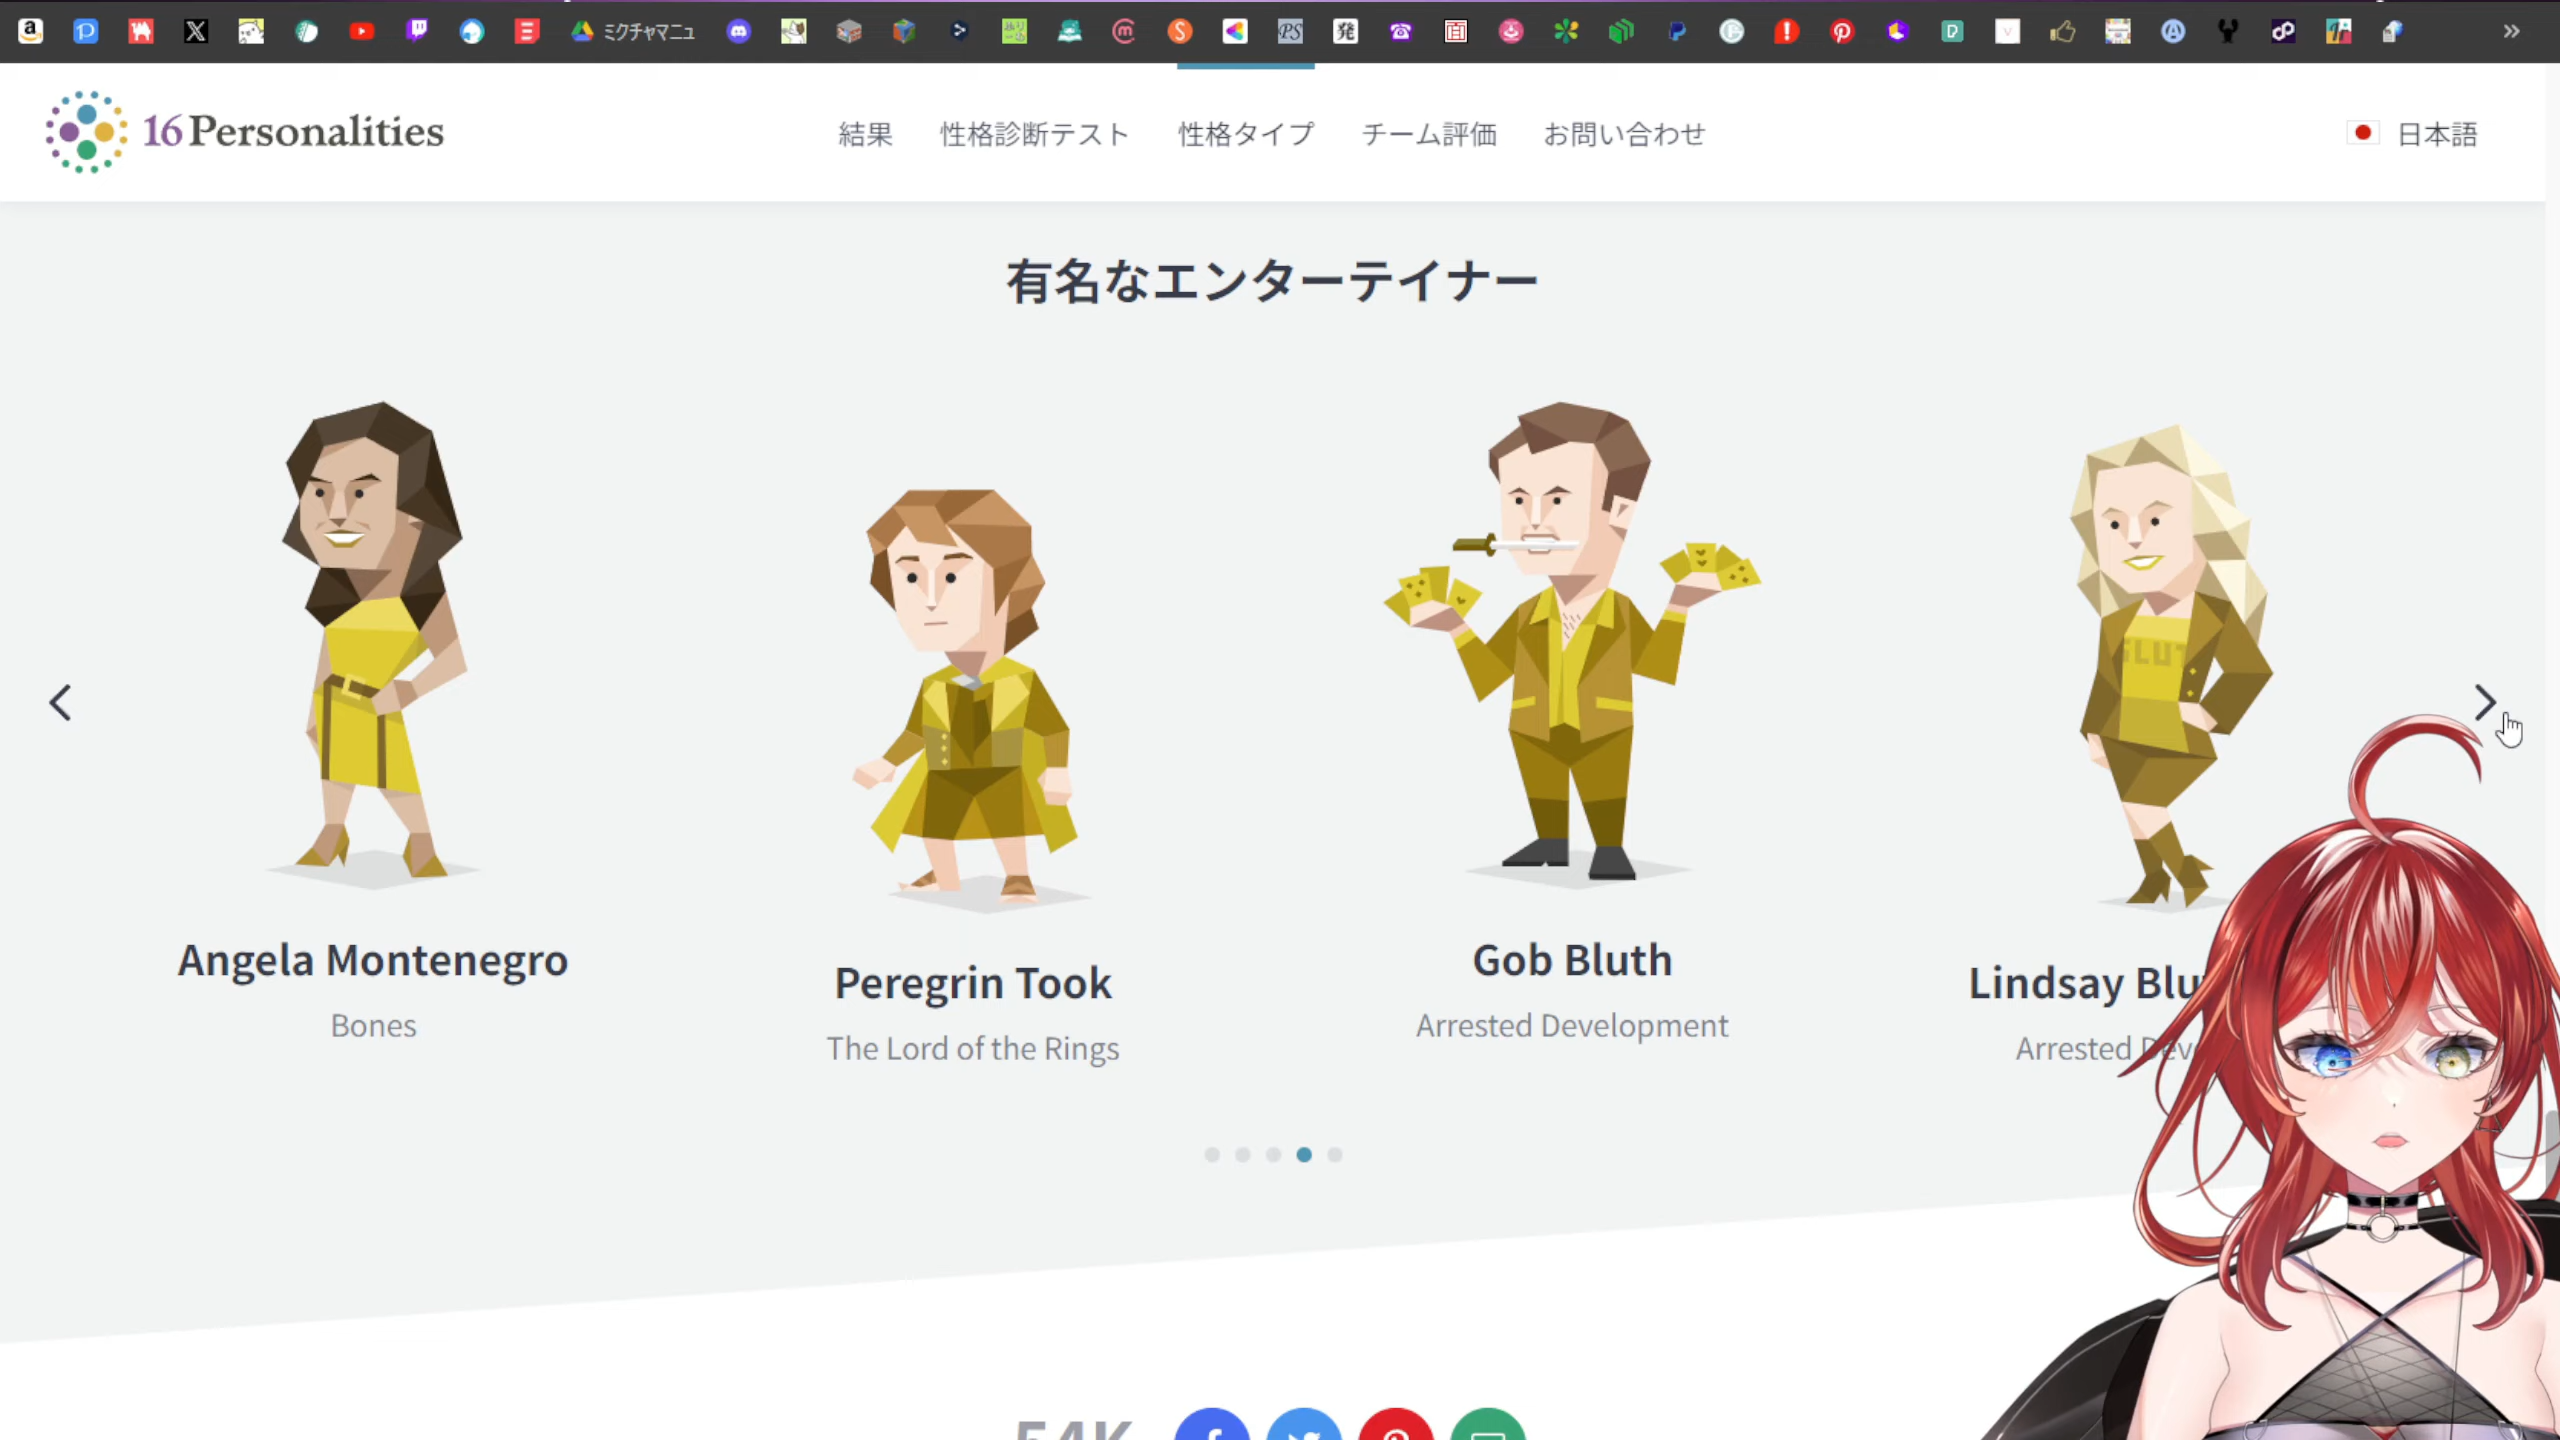 ミクチャマニュ
16Personalities
結果
性格診断テスト
性格タイプ
チーム評価
お問い合わせ
日本語
有名なエンターテイナー
SLUT
Angela Montenegro
Bones
Peregrin Took
The Lord of the Rings
Gob Bluth
Arrested Development
Lindsay Blu
Arrested Deve
54K